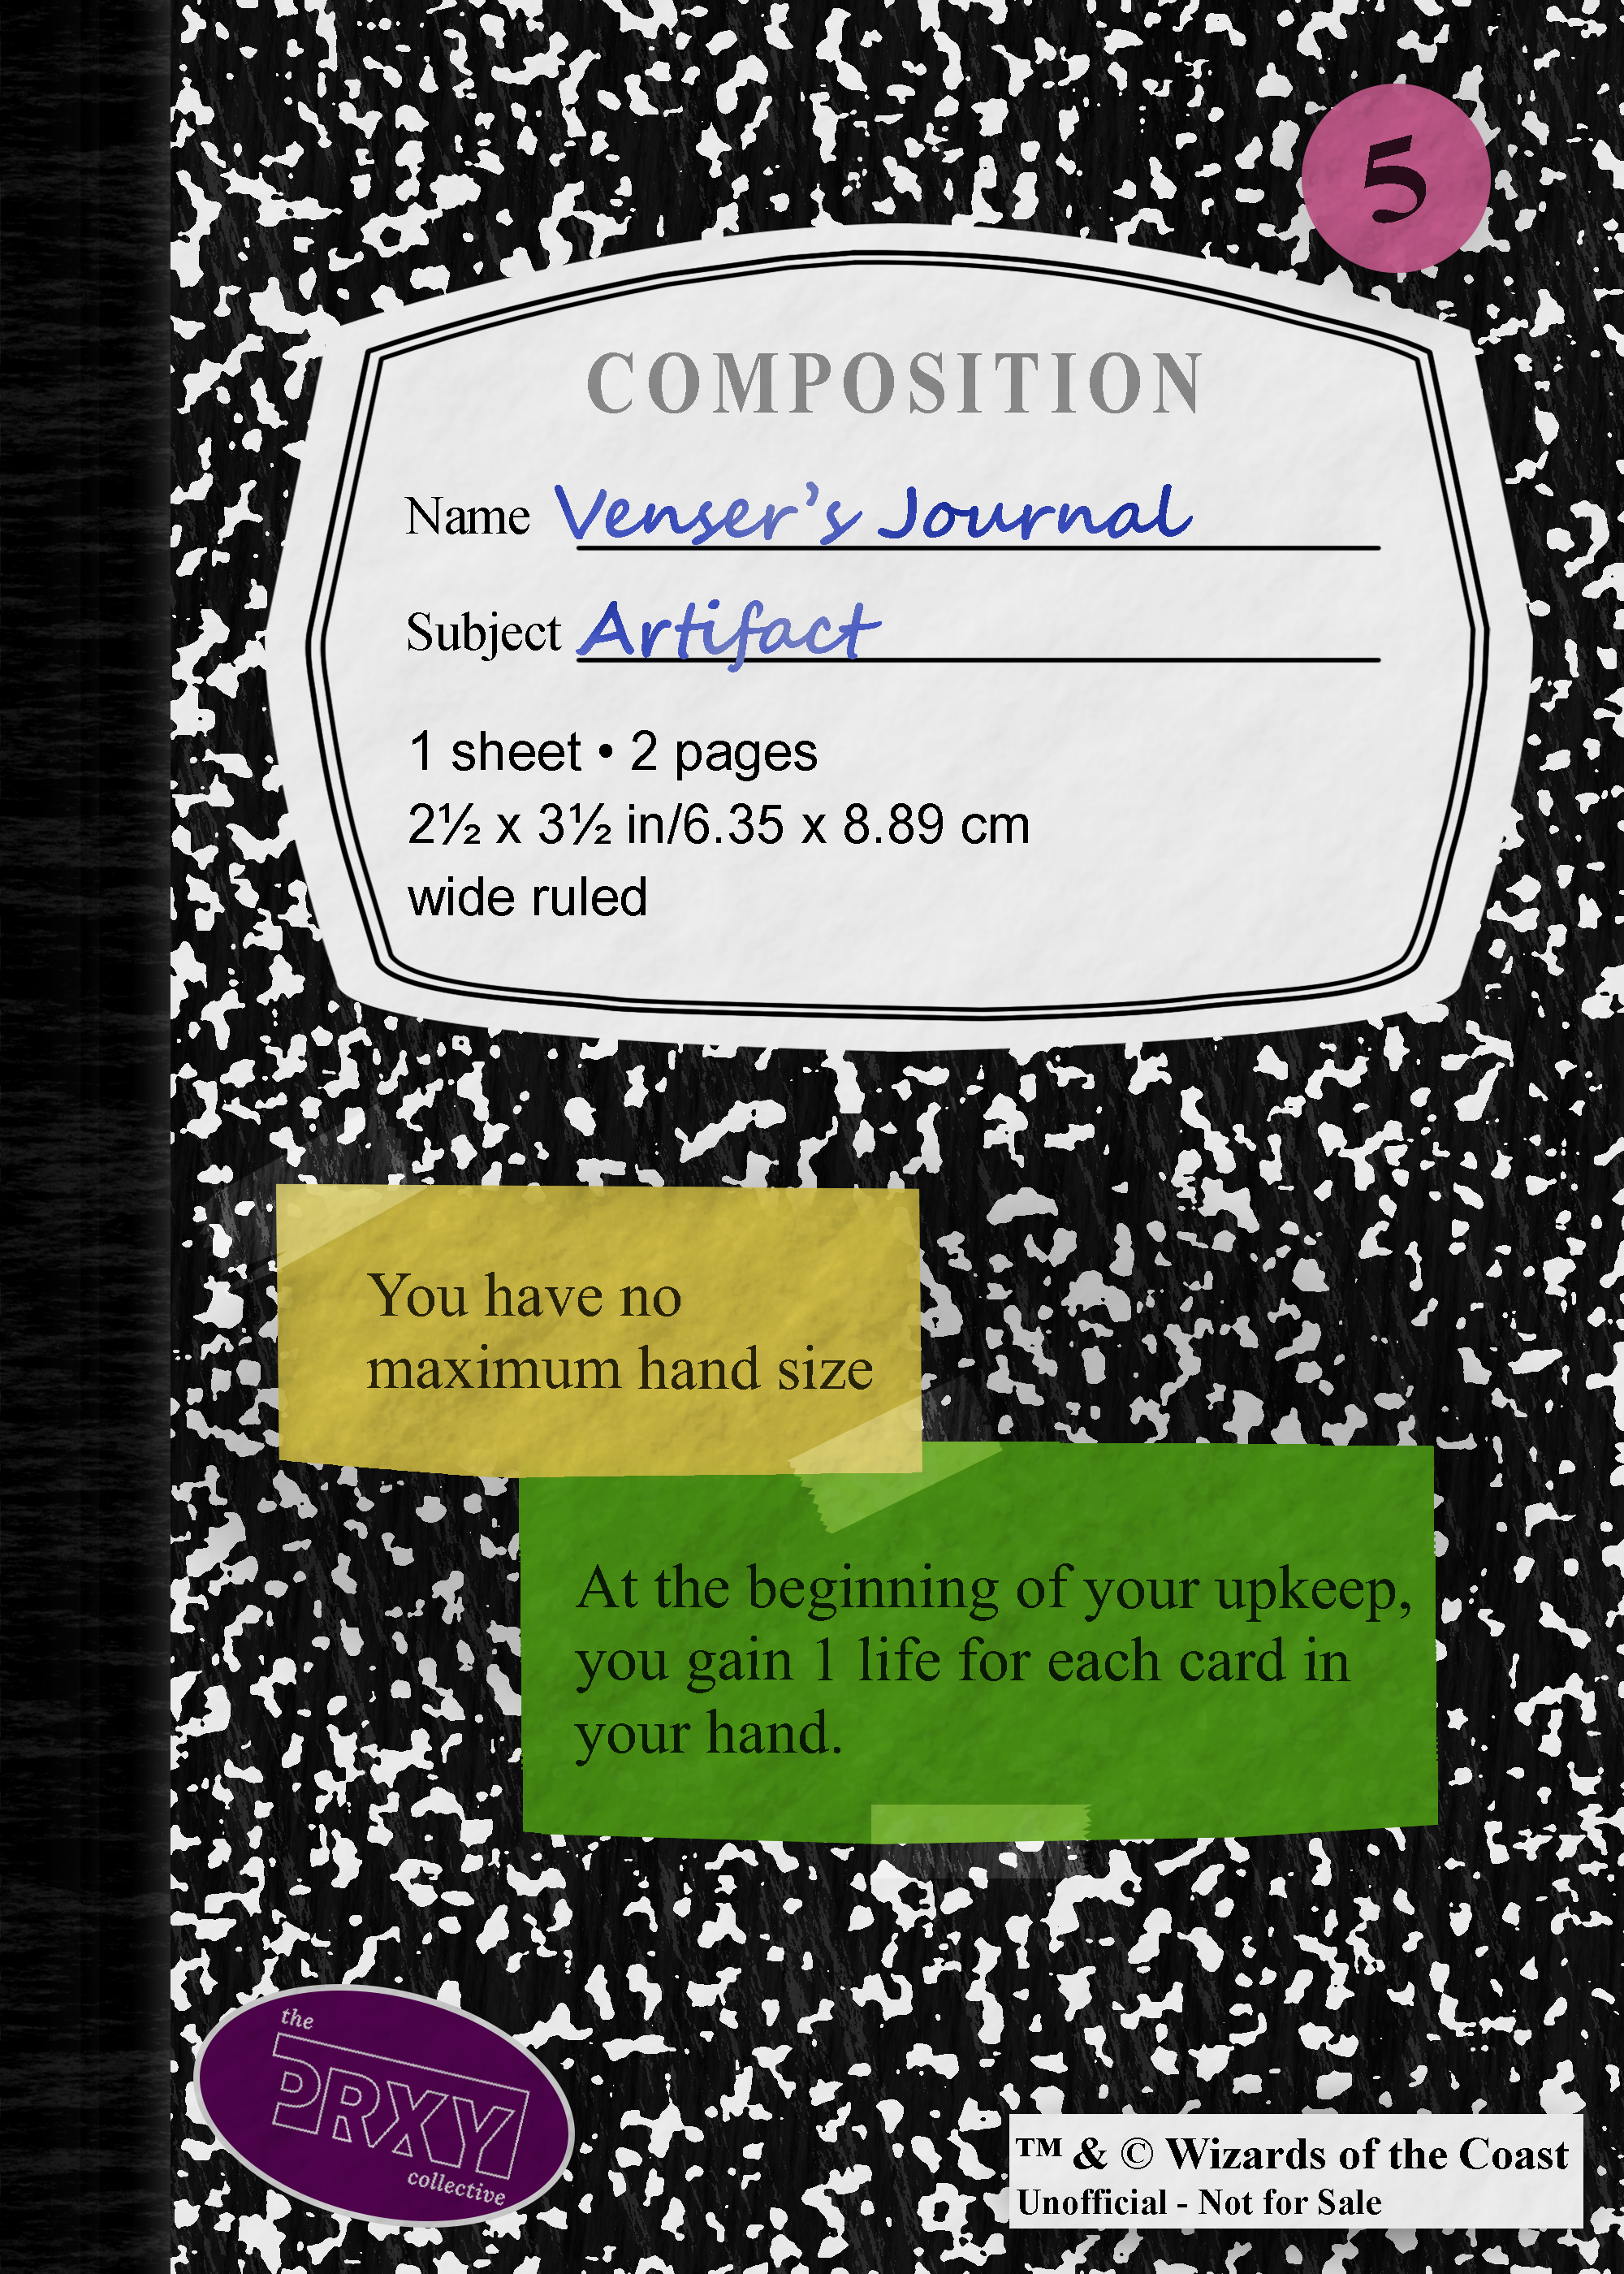 5
COMPOSITION
Name Venser's Journal
Subject Artifact
1 sheet • 2 pages
2½ x 3½ in/6.35 x 8.89 cm
wide ruled
You have no
maximum hand size
At the beginning of your upkeep,
you gain 1 life for each card in
your hand.
the
PRXY
collective
™ & © Wizards of the Coast
Unofficial - Not for Sale